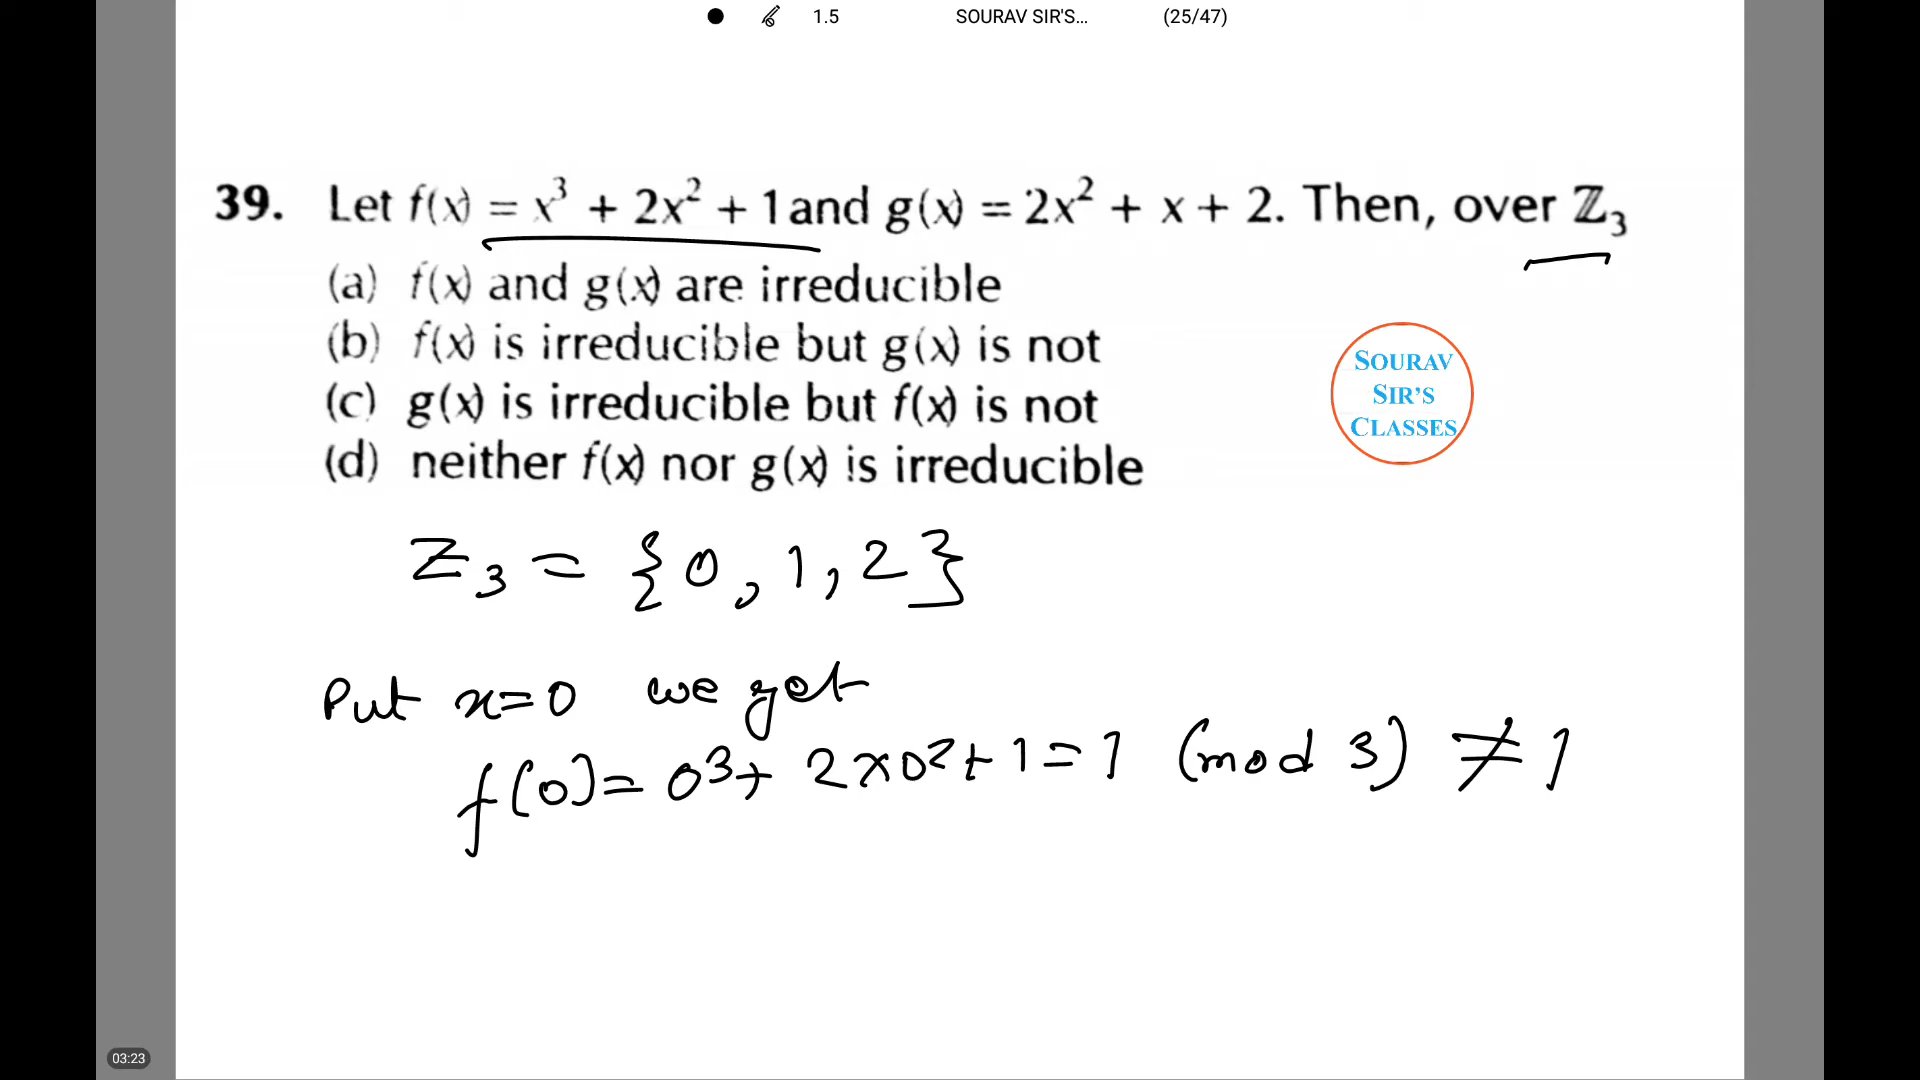 1.5 SOURAV SIR'S... (25/47)
39. Let f(x) = x³ + 2x² + 1 and g(x) = 2x² + x + 2. Then, over ℤ₃
(a) f(x) and g(x) are irreducible
(b) f(x) is irreducible but g(x) is not
(c) g(x) is irreducible but f(x) is not
(d) neither f(x) nor g(x) is irreducible
SOURAV
SIR'S
CLASSES
Z₃ = {0, 1, 2}
Put x=0 we get
f(0) = 0³ + 2×0² + 1 = 1 (mod 3) ≠ 1
03:23